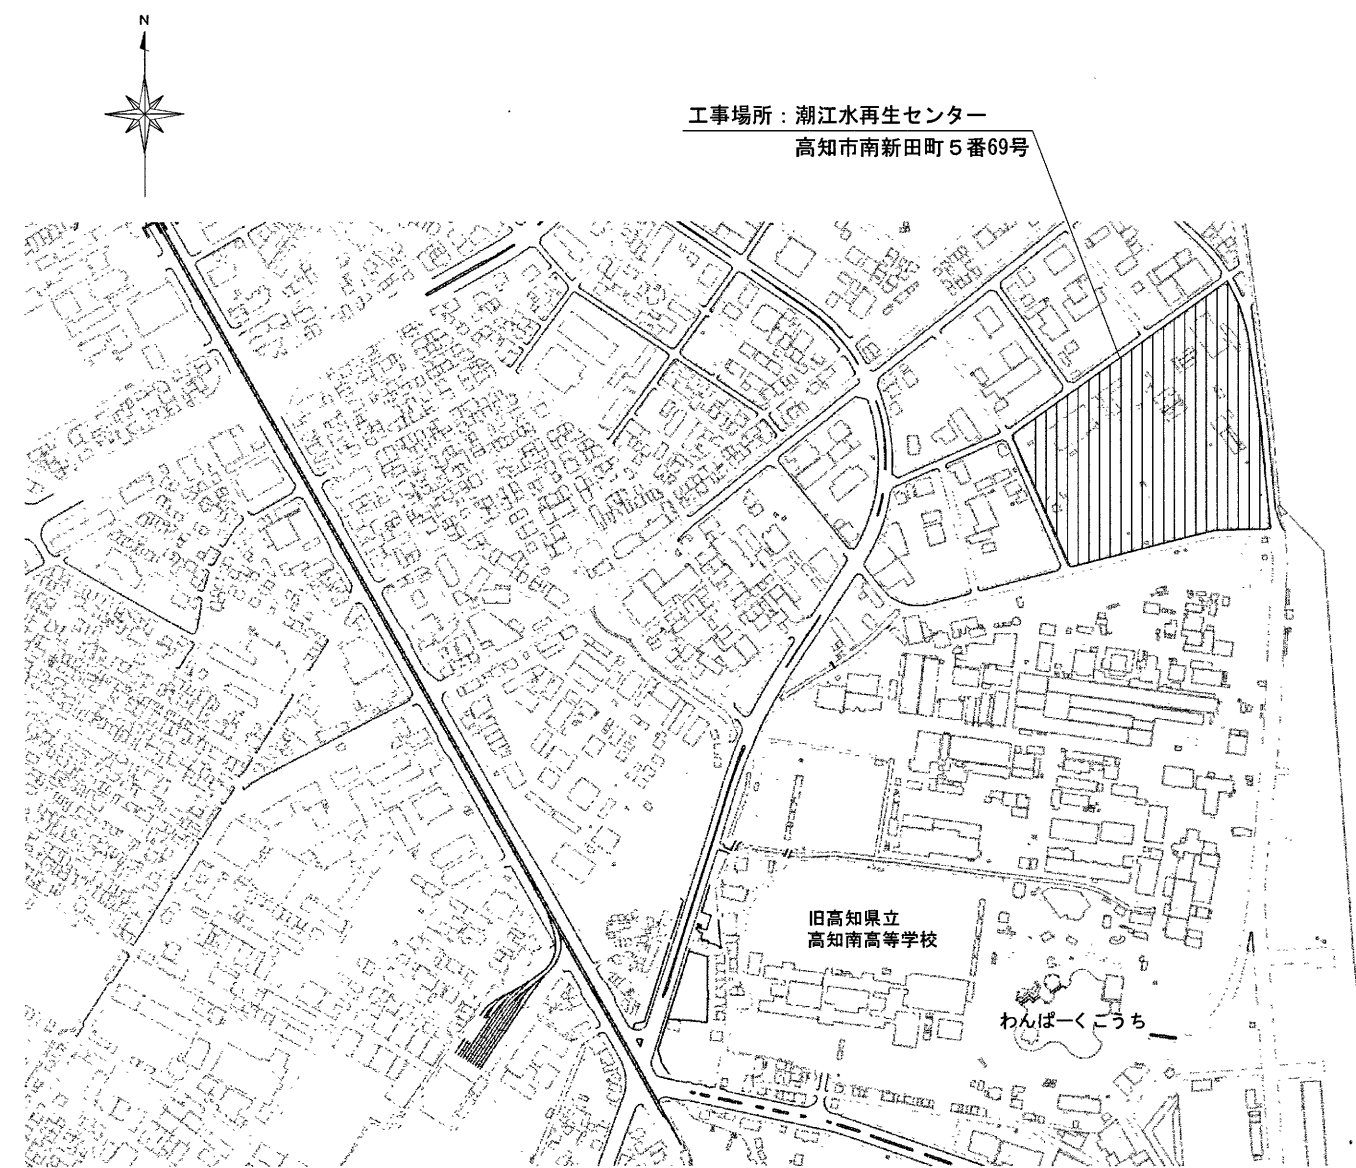 N
工事場所：潮江水再生センター
高知市南新田町５番69号
旧高知県立
高知南高等学校
わんぱーくこうち